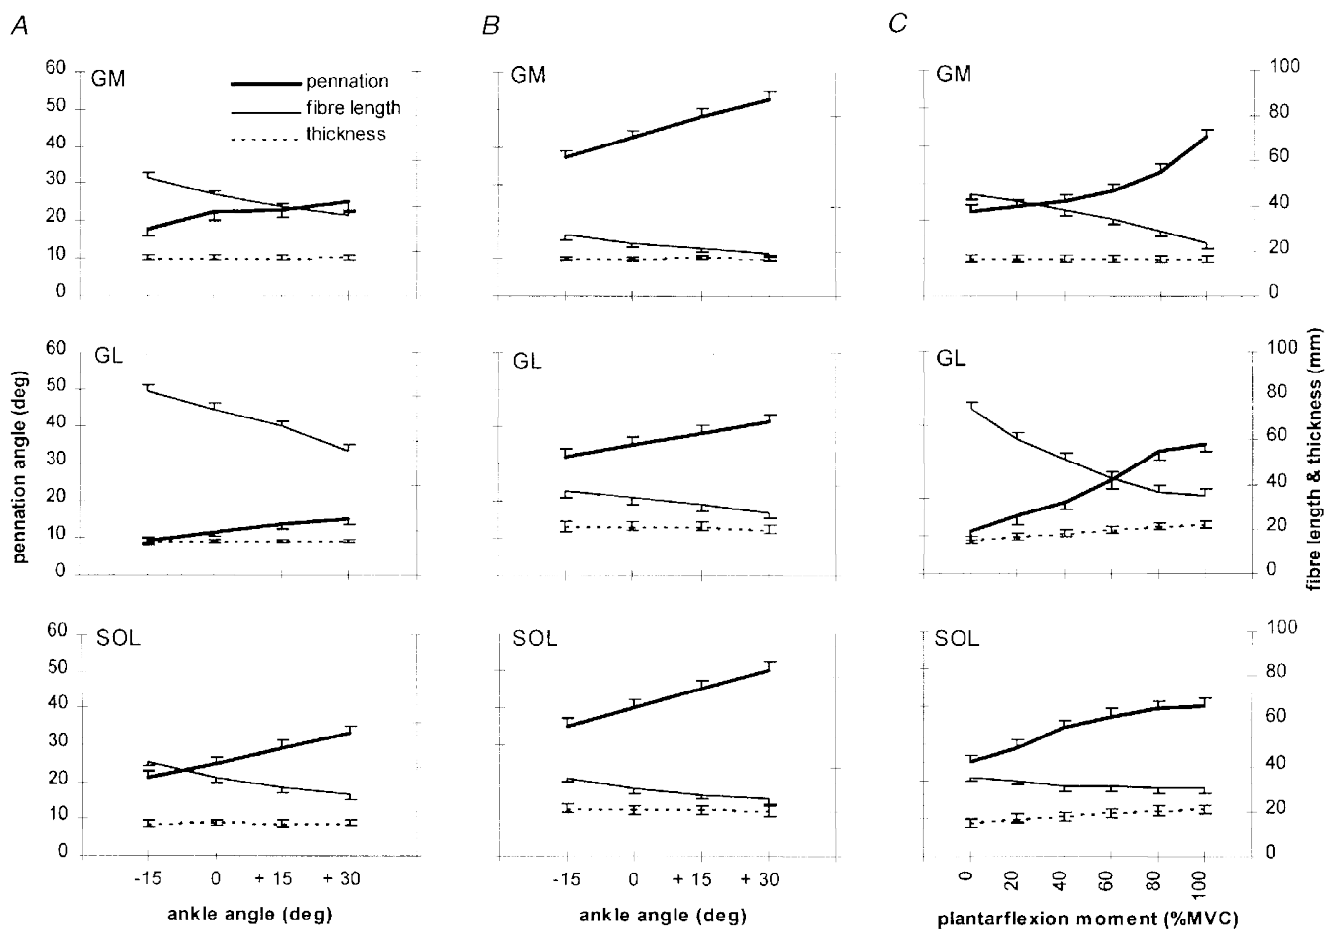 A
B
C
60
50
40
30
20
10
0
GM
pennation
fibre length
thickness
GM
GM
100
80
60
40
20
0
60
50
40
30
20
10
0
GL
GL
GL
100
80
60
40
20
0
pennation angle (deg)
fibre length & thickness (mm)
60
50
40
30
20
10
0
SOL
SOL
SOL
100
80
60
40
20
0
-15 0 + 15 + 30
-15 0 + 15 + 30
0 20 40 60 80 100
ankle angle (deg)
ankle angle (deg)
plantarflexion moment (%MVC)